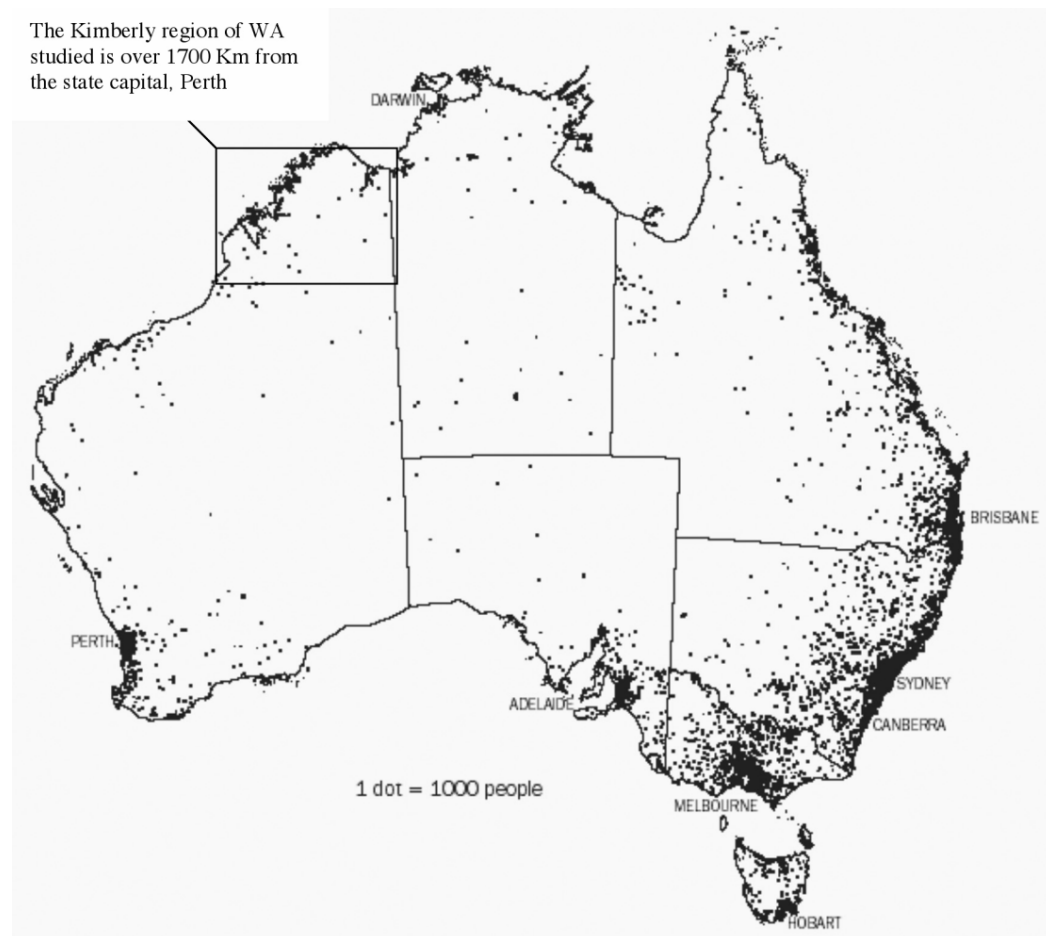 The Kimberly region of WA
studied is over 1700 Km from
the state capital, Perth
DARWIN
BRISBANE
PERTH
SYDNEY
ADELAIDE
CANBERRA
1 dot = 1000 people
MELBOURNE
HOBART